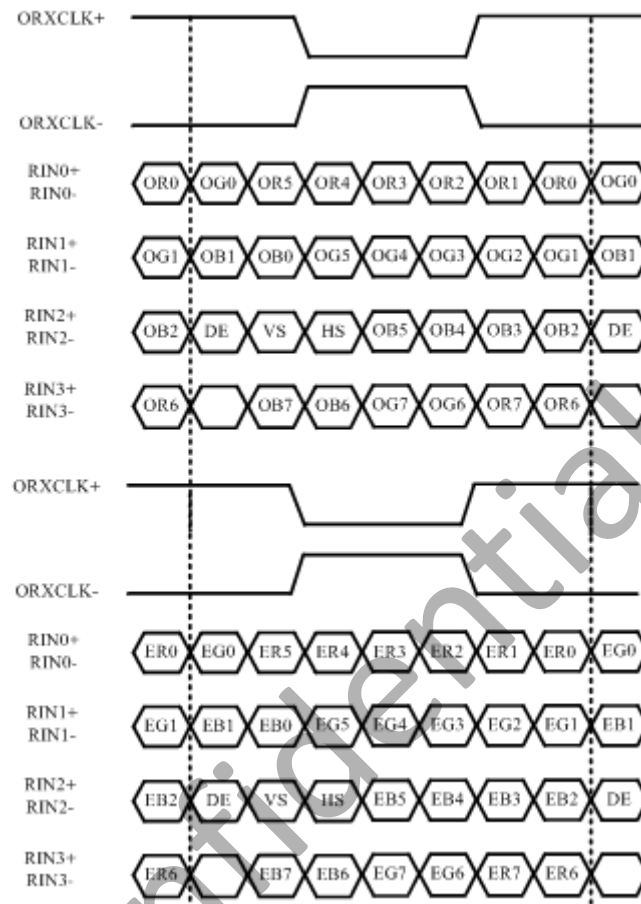 ORXCLK+
ORXCLK-
RIN0+ OR0 OG0 OR5 OR4 OR3 OR2 OR1 OR0 OG0
RIN0-
RIN1+ OG1 OB1 OB0 OG5 OG4 OG3 OG2 OG1 OB1
RIN1-
RIN2+ OB2 DE VS HS OB5 OB4 OB3 OB2 DE
RIN2-
RIN3+ OR6 OB7 OB6 OG7 OG6 OR7 OR6
RIN3-
ORXCLK+
ORXCLK-
RIN0+ ER0 EG0 ER5 ER4 ER3 ER2 ER1 ER0 EG0
RIN0-
RIN1+ EG1 EB1 EB0 EG5 EG4 EG3 EG2 EG1 EB1
RIN1-
RIN2+ EB2 DE VS HS EB5 EB4 EB3 EB2 DE
RIN2-
RIN3+ ER6 EB7 EB6 EG7 EG6 ER7 ER6
RIN3-
nfidential